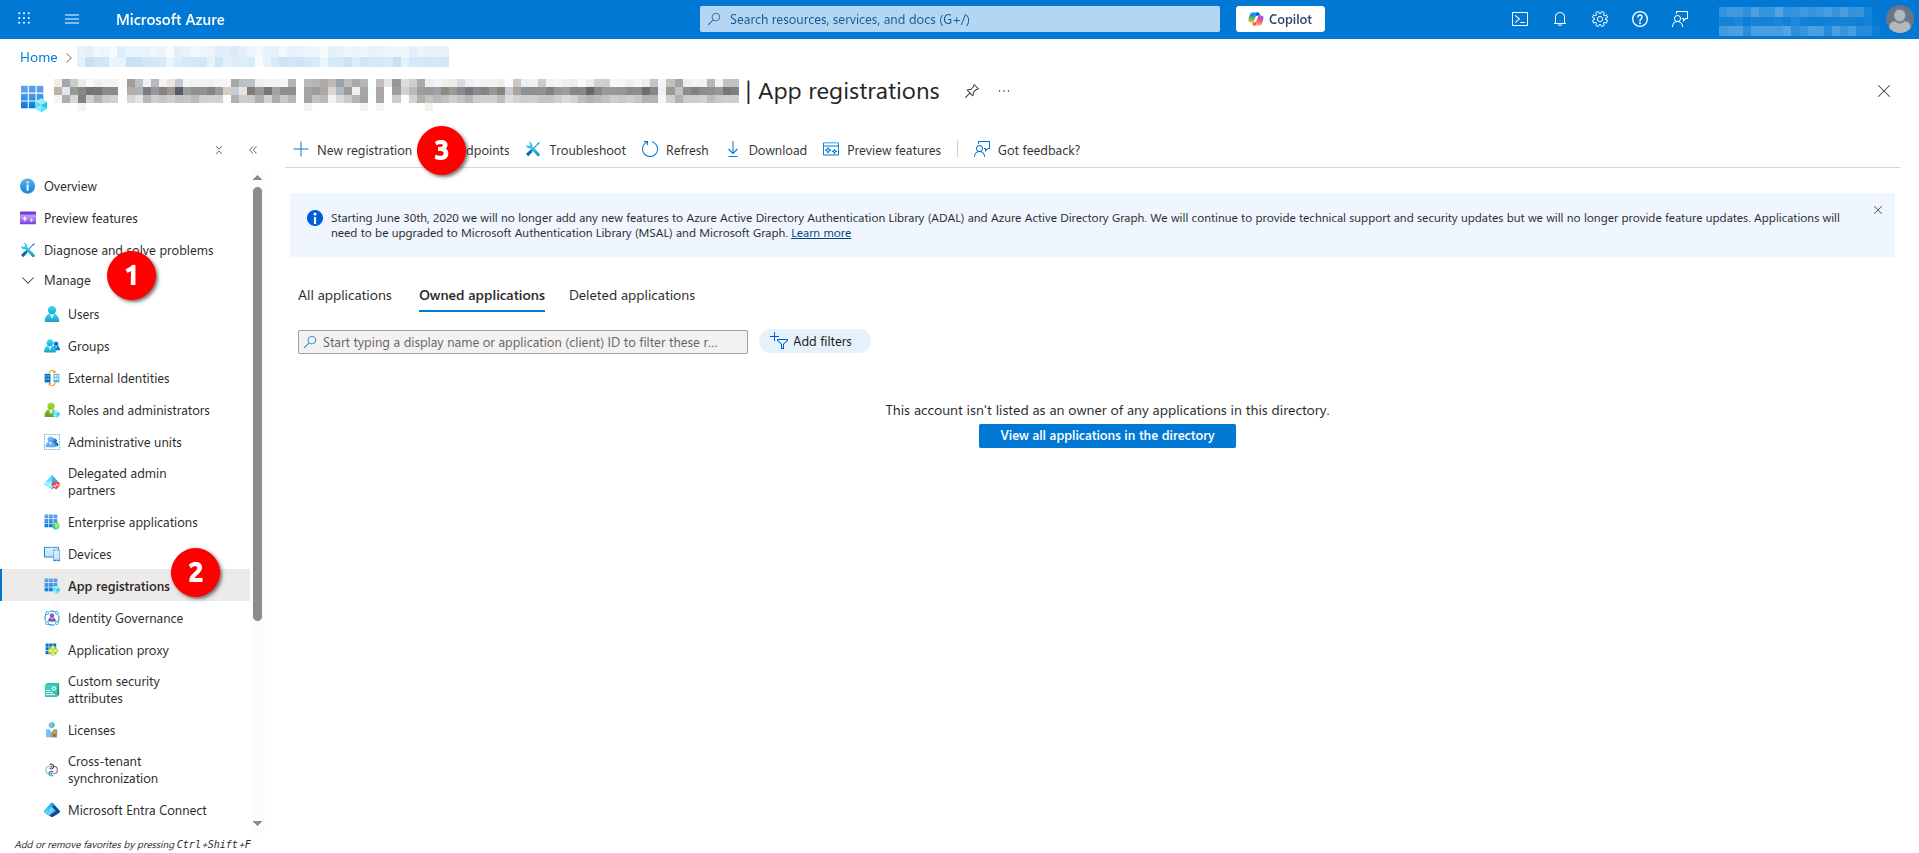 Microsoft Azure
Search resources, services, and docs (G+/)
Copilot
Home
| App registrations
New registration
3
dpoints
Troubleshoot
Refresh
Download
Preview features
Got feedback?
Overview
Preview features
Diagnose and solve problems
Manage
1
Users
Groups
External Identities
Roles and administrators
Administrative units
Delegated admin
partners
Enterprise applications
Devices
App registrations
2
Identity Governance
Application proxy
Custom security
attributes
Licenses
Cross-tenant
synchronization
Microsoft Entra Connect
Add or remove favorites by pressing Ctrl+Shift+F
Starting June 30th, 2020 we will no longer add any new features to Azure Active Directory Authentication Library (ADAL) and Azure Active Directory Graph. We will continue to provide technical support and security updates but we will no longer provide feature updates. Applications will
need to be upgraded to Microsoft Authentication Library (MSAL) and Microsoft Graph. Learn more
All applications
Owned applications
Deleted applications
Start typing a display name or application (client) ID to filter these r...
Add filters
This account isn't listed as an owner of any applications in this directory.
View all applications in the directory